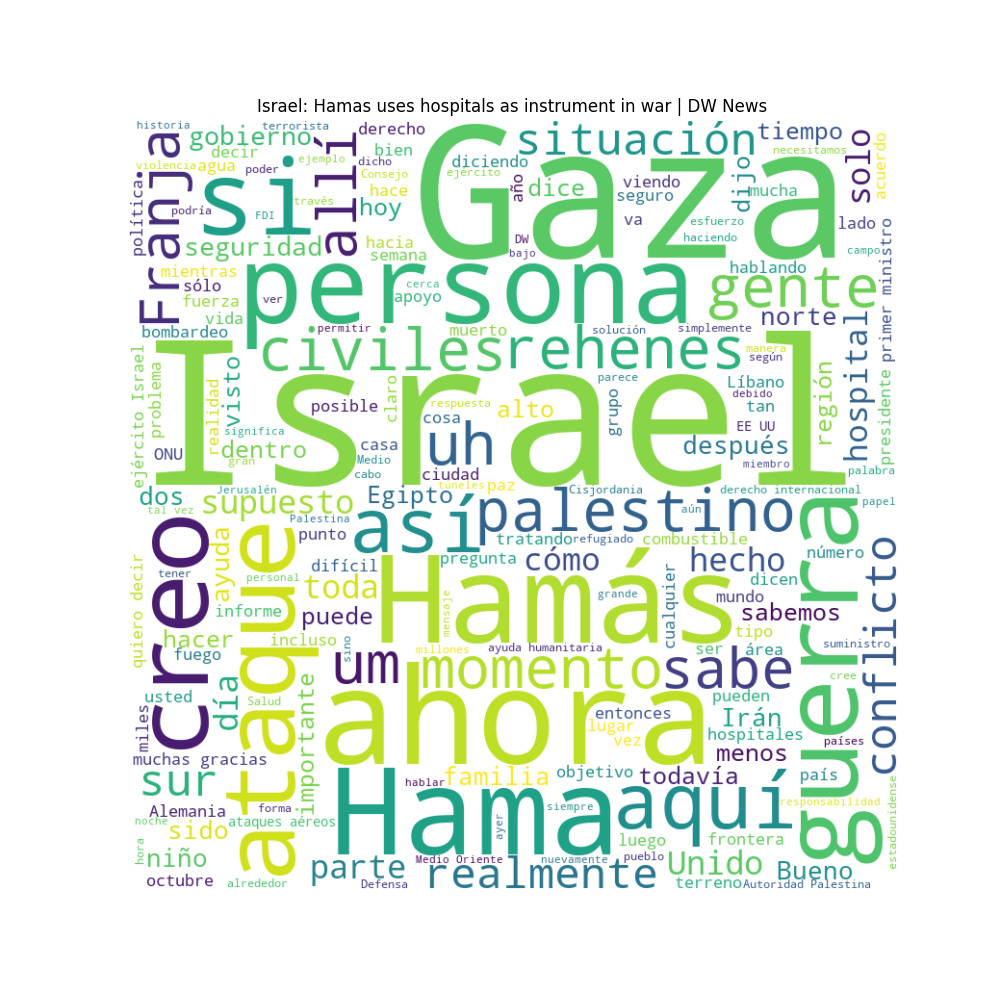 Israel: Hamas uses hospitals as instrument in war | DW News
historia
terrorista
derecho
situación
tiempo
gobierno
decir
ejemplo
dicho
bien
diciendo
necesitamos
violencia
agua
poder
Consejo
ejército
Gaza
solo
acuerdo
Franja
si
allí
hace
año
dice
dijo
viendo
mucha
seguro
política
podría
FDI
través
hoy
va
esfuerzo
lado
seguridad
hacia
semana
DW
bajo
haciendo
campo
mientras
sólo
fuerza
vida
ver
persona
cerca
apoyo
hablando
gente
norte
primer ministro
bombardeo
permitir
muerto
solución
simplemente
civiles
rehenes
manera
según
hospital
presidente
ejército Israel
problema
realidad
visto
Israel
posible
claro
respuesta
cosa
alto
parece
grupo
Líbano
debido
tan
región
significa
ONU
gran
dentro
casa
Medio
cabo
uh
ciudad
EE UU
después
miembro
palabra
túneles
paz
dos
tal vez
Jerusalén
supuesto
Egipto
Cisjordania
derecho internacional
papel
Palestina
punto
así
palestino
aún
tratando
refugiado
combustible
creo
ataque
ayuda
difícil
pregunta
cómo
hecho
número
guerra
conflicto
quiero decir
tener
personal
toda
Hamás
grande
cualquier
dicen
mundo
informe
puede
mensaje
sabemos
hacer
incluso
sino
millones
ayuda humanitaria
tipo
ser
área
suministro
fuego
um
momento
sabe
cree
usted
día
Salud
importante
ahora
pueden
miles
entonces
lugar
vez
Irán
hospitales
países
muchas gracias
menos
sur
hablar
familia
objetivo
todavía
país
Alemania
forma
Hama
siempre
aquí
responsabilidad
estadounidense
noche
sido
ataques aéreos
ayer
luego
frontera
hora
niño
parte
Medio Oriente
nuevamente
pueblo
Unido
Bueno
octubre
alrededor
Defensa
realmente
terreno
Autoridad Palestina